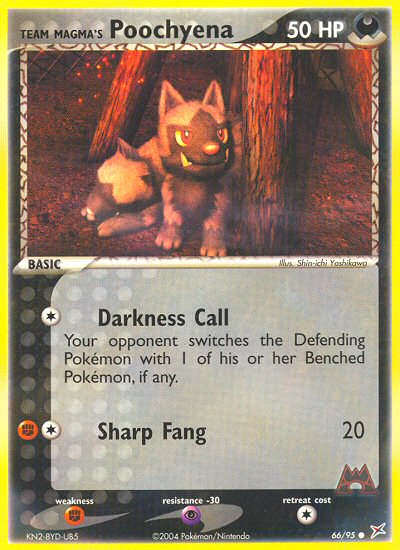 TEAM MAGMA'S Poochyena 50 HP
BASIC
Illus. Shin-ichi Yoshikawa
Darkness Call
Your opponent switches the Defending
Pokémon with 1 of his or her Benched
Pokémon, if any.
Sharp Fang 20
weakness resistance -30 retreat cost
KN2-BYD-UB5 ©2004 Pokémon/Nintendo 66/95